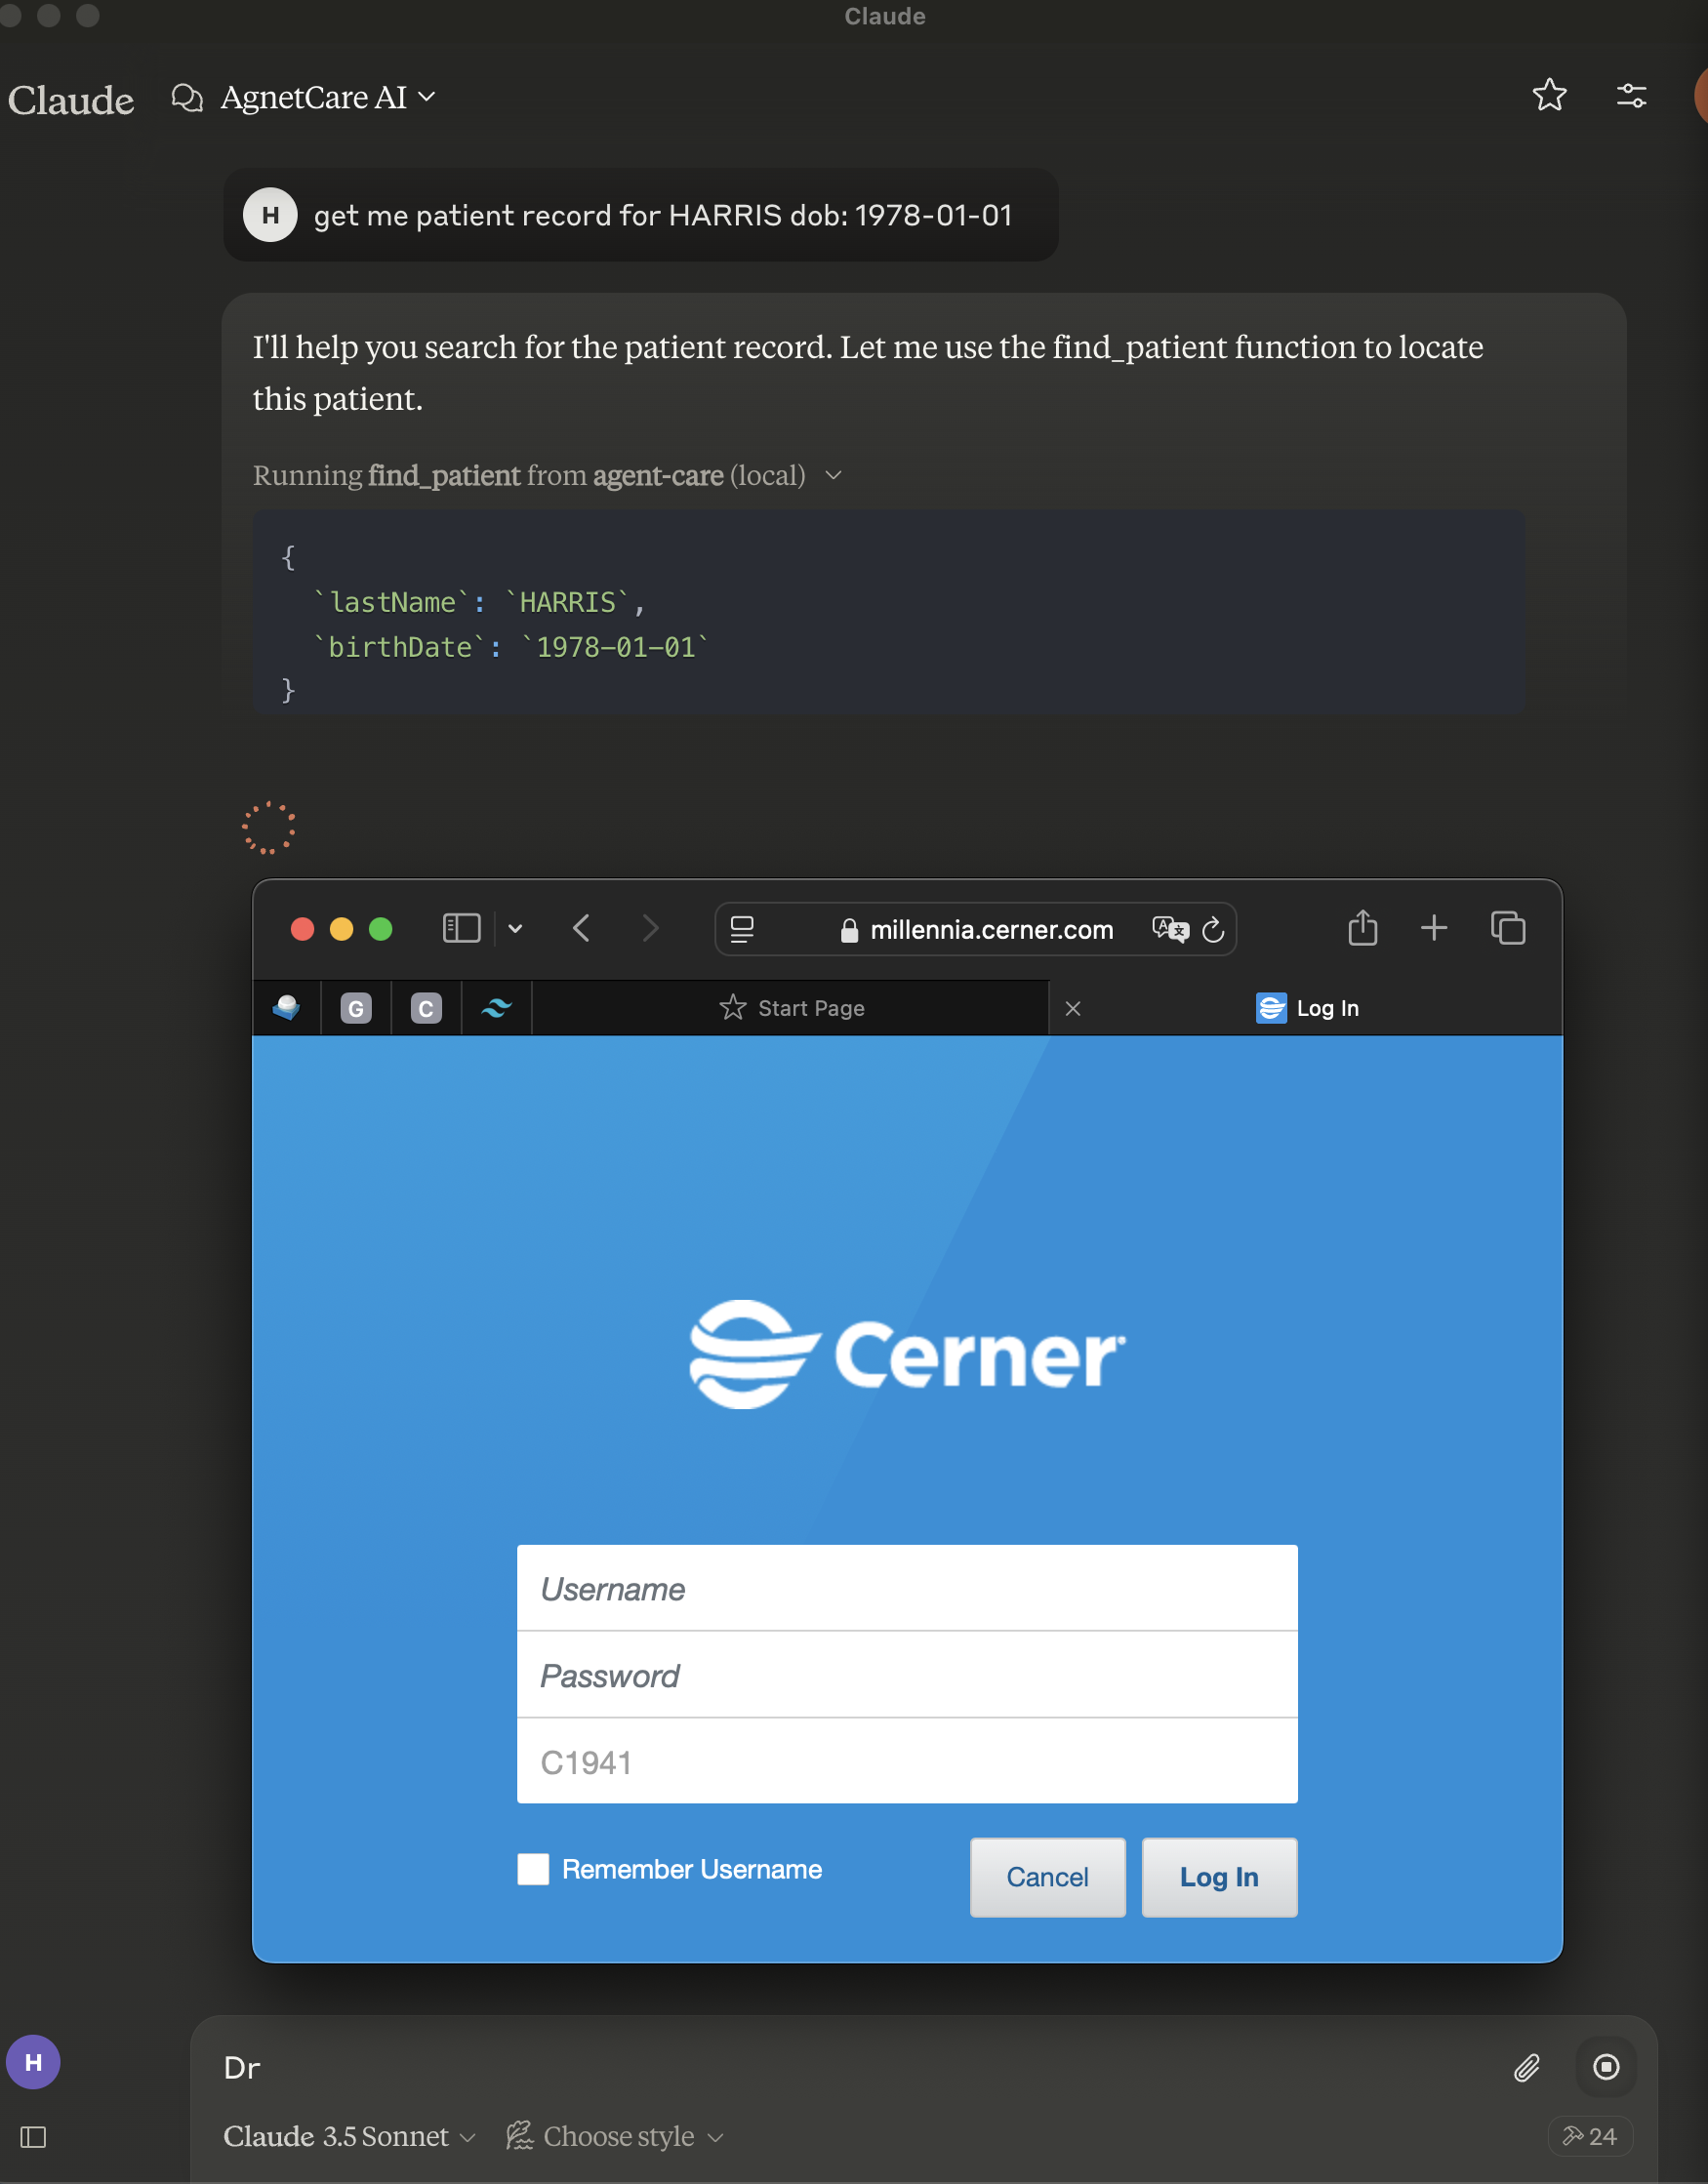 Claude
Claude
AgnetCare AI
H
get me patient record for HARRIS dob: 1978-01-01
I'll help you search for the patient record. Let me use the find_patient function to locate
this patient.
Running find_patient from agent-care (local)
{
`lastName`: `HARRIS`,
`birthDate`: `1978-01-01`
}
millennia.cerner.com
G
C
Start Page
Log In
Cerner
Username
Password
C1941
Remember Username
Cancel
Log In
H
Dr
Claude 3.5 Sonnet
Choose style
24